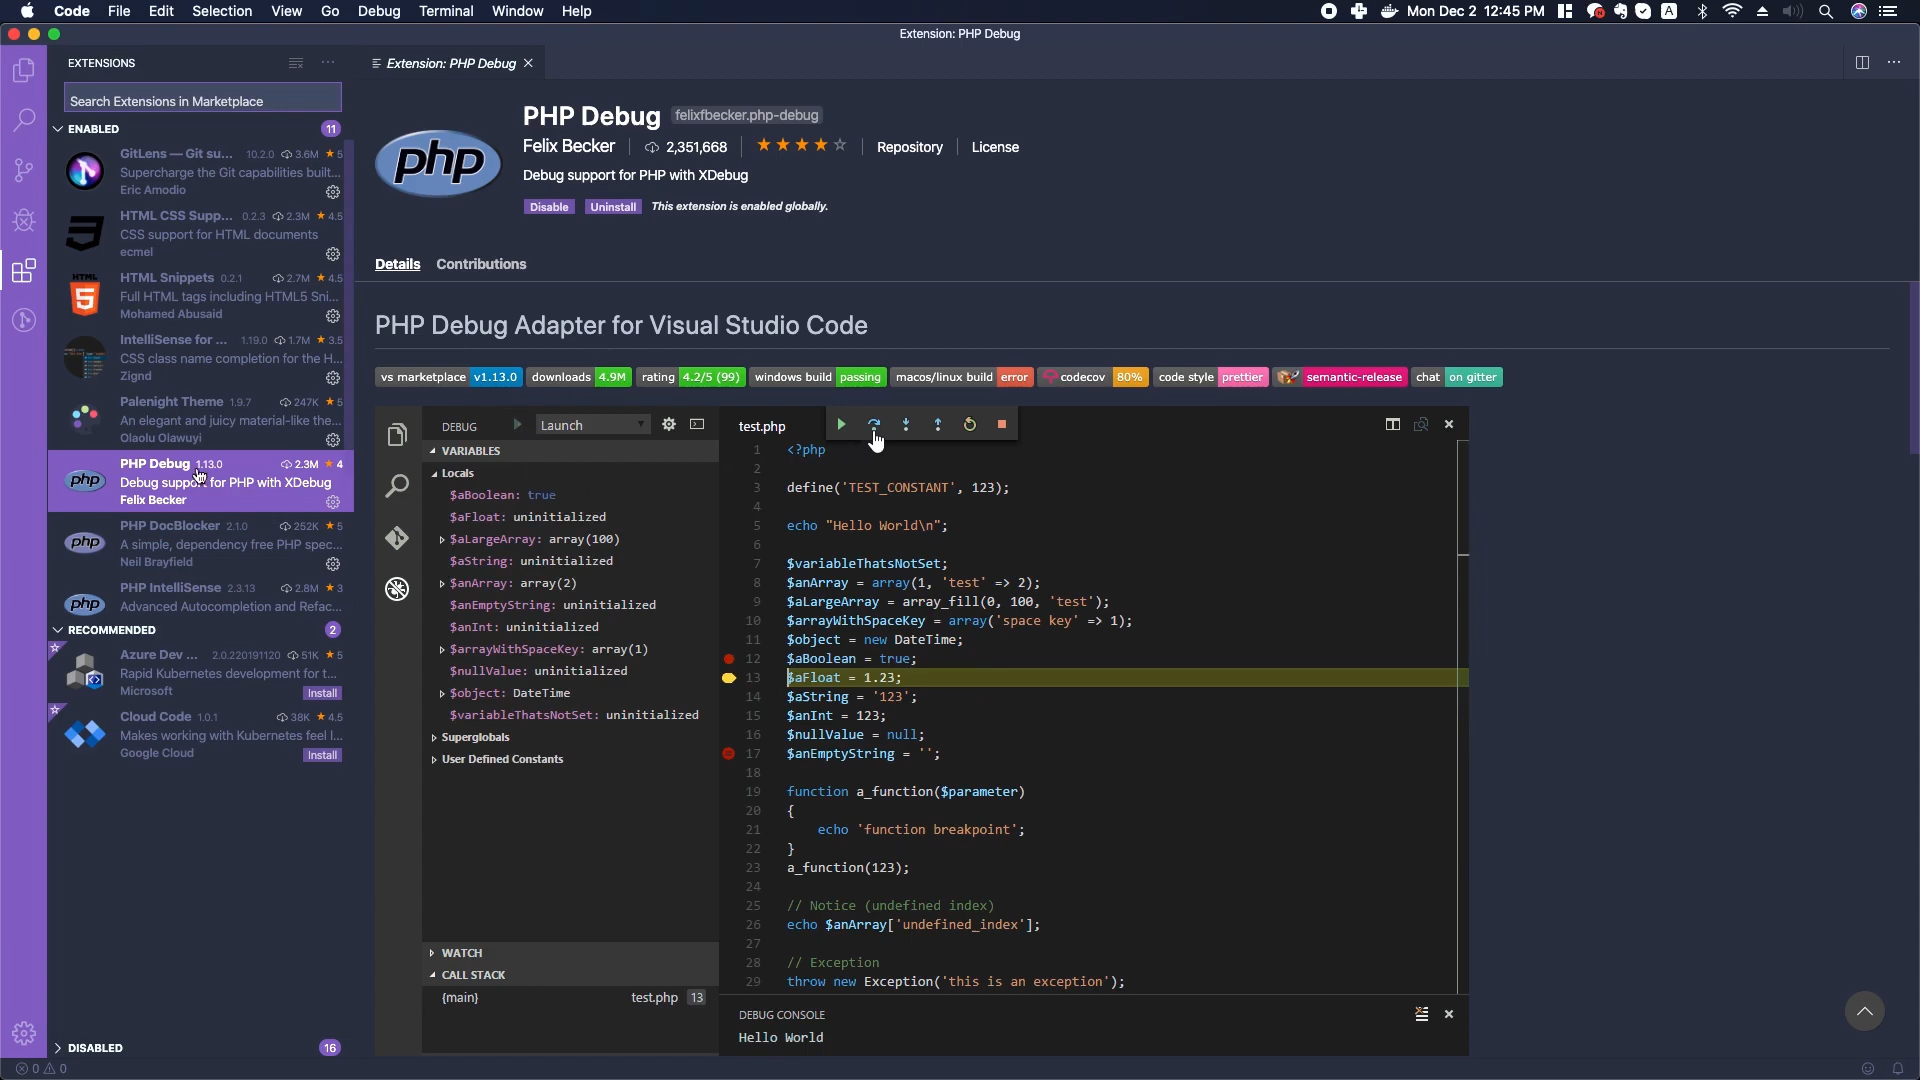 Code File Edit Selection View Go Debug Terminal Window Help
Mon Dec 2 12:45 PM
A
Extension: PHP Debug
EXTENSIONS
Extension: PHP Debug
Search Extensions in Marketplace
ENABLED 11
GitLens — Git su... 10.2.0 3.6M 5
Supercharge the Git capabilities built...
Eric Amodio
HTML CSS Supp... 0.2.3 2.3M 4.5
CSS support for HTML documents
ecmel
HTML
HTML Snippets 0.2.1 2.7M 4.5
Full HTML tags including HTML5 Sni...
Mohamed Abusaid
IntelliSense for ... 1.19.0 1.7M 3.5
CSS class name completion for the H...
Zignd
Palenight Theme 1.9.7 247K 5
An elegant and juicy material-like the...
Olaolu Olawuyi
php
PHP Debug 1.13.0 2.3M 4
Debug support for PHP with XDebug
Felix Becker
php
PHP DocBlocker 2.1.0 252K 5
A simple, dependency free PHP spec...
Neil Brayfield
php
PHP IntelliSense 2.3.13 2.8M 3
Advanced Autocompletion and Refac...
RECOMMENDED 2
Azure Dev ... 2.0.220191120 51K 5
Rapid Kubernetes development for t...
Microsoft Install
Cloud Code 1.0.1 38K 4.5
Makes working with Kubernetes feel l...
Google Cloud Install
DISABLED 16
0 0
php
PHP Debug felixfbecker.php-debug
Felix Becker 2,351,668 Repository License
Debug support for PHP with XDebug
Disable Uninstall This extension is enabled globally.
Details Contributions
PHP Debug Adapter for Visual Studio Code
vs marketplace v1.13.0 downloads 4.9M rating 4.2/5 (99) windows build passing macos/linux build error codecov 80% code style prettier semantic-release chat on gitter
DEBUG Launch
VARIABLES
Locals
$aBoolean: true
$aFloat: uninitialized
$aLargeArray: array(100)
$aString: uninitialized
$anArray: array(2)
$anEmptyString: uninitialized
$anInt: uninitialized
$arrayWithSpaceKey: array(1)
$nullValue: uninitialized
$object: DateTime
$variableThatsNotSet: uninitialized
Superglobals
User Defined Constants
WATCH
CALL STACK
{main} test.php 13
test.php
1 <?php
2
3 define('TEST_CONSTANT', 123);
4
5 echo "Hello World\n";
6
7 $variableThatsNotSet;
8 $anArray = array(1, 'test' => 2);
9 $aLargeArray = array_fill(0, 100, 'test');
10 $arrayWithSpaceKey = array('space key' => 1);
11 $object = new DateTime;
12 $aBoolean = true;
13 $aFloat = 1.23;
14 $aString = '123';
15 $anInt = 123;
16 $nullValue = null;
17 $anEmptyString = '';
18
19 function a_function($parameter)
20 {
21 echo 'function breakpoint';
22 }
23 a_function(123);
24
25 // Notice (undefined index)
26 echo $anArray['undefined_index'];
27
28 // Exception
29 throw new Exception('this is an exception');
DEBUG CONSOLE
Hello World